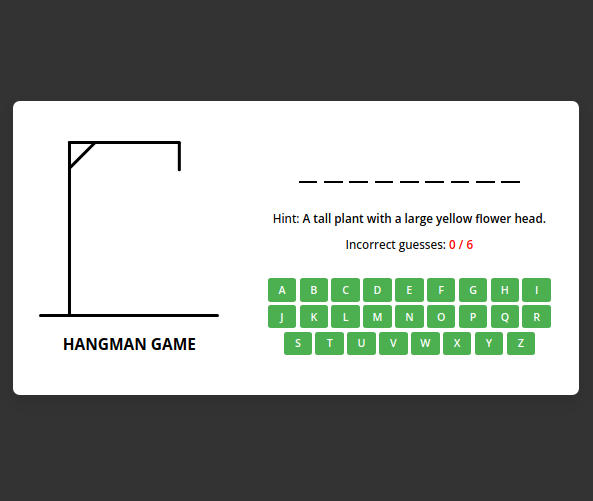 Hint: A tall plant with a large yellow flower head.
Incorrect guesses: 0 / 6
A B C D E F G H I
J K L M N O P Q R
S T U V W X Y Z
HANGMAN GAME